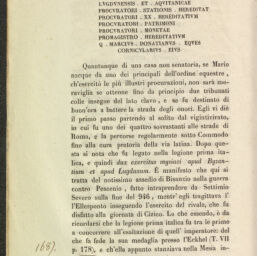 LVGDVNENSIS . ET . AQVITANICAE
PROCVRATORI . STATIONIS . HEREDITAT
PROCVRATORI . XX . HEREDITATIVM
PROCVRATORI . PATRIMONI
PROCVRATORI . MONETAE
PROMAGISTRO . HEREDITATIVM
Q . MARCIVS . DONATIANVS . EQVES
CORNICVLARIVS . EIVS
Quantunque di una casa non senatoria, se Mario
nacque da uno dei principali dell'ordine equestre,
ch'esercitò le più illustri procurazioni, non sarà me-
raviglia se ottenne fino da principio due tribunati
colle insegne del lato clavo, e se fu destinato di
buon'ora a battere la strada degli onori. Egli vi diè
il primo passo partendo al solito dal vigintivirato,
in cui fu uno dei quattro sovrastanti alle strade di
Roma, e la percorse regolarmente sotto Commodo
fino alla cura pretoria della via latina. Dopo que-
sta si nota che fu legato nella legione prima ita-
lica, e quindi dux exercitus mysiaci apud Byzan-
tium et apud Lugdunum. È manifesto che qui si
tratta del notissimo assedio di Bisanzio nella guerra
contro Pescennio, fatto intraprendere da Settimio
Severo sulla fine del 946, mentr'egli tragittava l'
Ellesponto inseguendo l'esercito del rivale, che fu
disfatto alla giornata di Cizico. Lo che essendo, è da
ricordarsi che la legione prima italica fu tra le prime
a concorrere all'esaltazione di quell'imperatore: del
che fa fede la sua medaglia presso l'Eckhel (T. VII
p. 178), e ch'ella appunto stanziava nella Mesia in-
168)